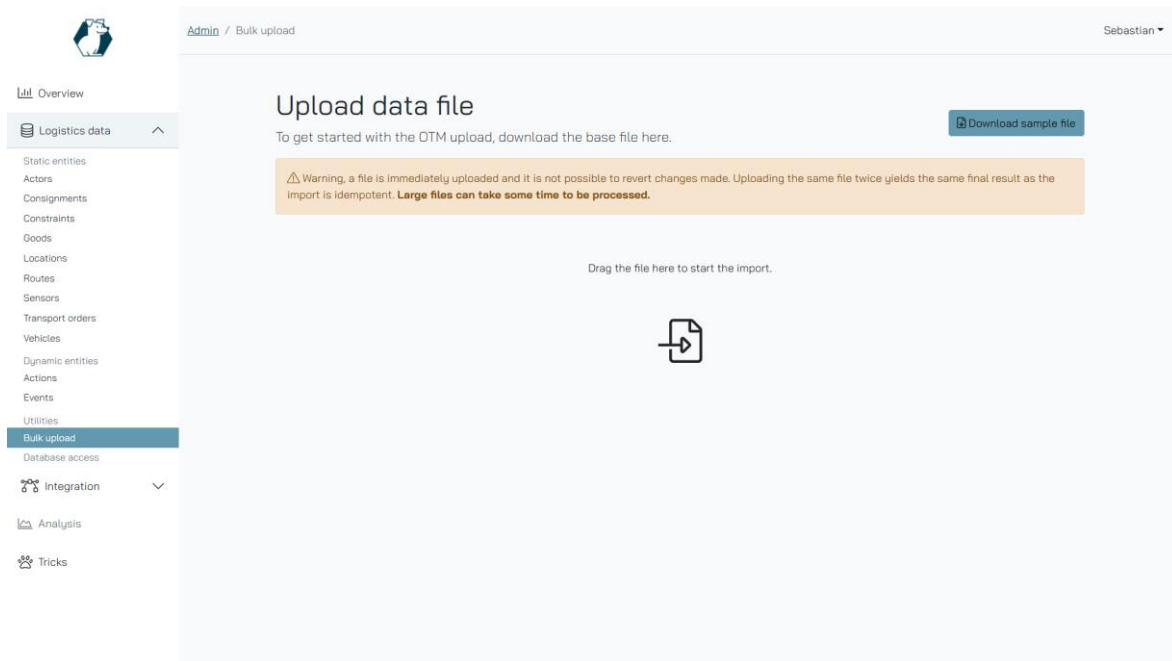 Admin / Bulk upload
Sebastian
Overview
Logistics data
Static entities
Actors
Consignments
Constraints
Goods
Locations
Routes
Sensors
Transport orders
Vehicles
Dynamic entities
Actions
Events
Utilities
Bulk upload
Database access
Integration
Analysis
Tricks
Upload data file
To get started with the OTM upload, download the base file here.
Download sample file
Warning, a file is immediately uploaded and it is not possible to revert changes made. Uploading the same file twice yields the same final result as the
import is idempotent. Large files can take some time to be processed.
Drag the file here to start the import.